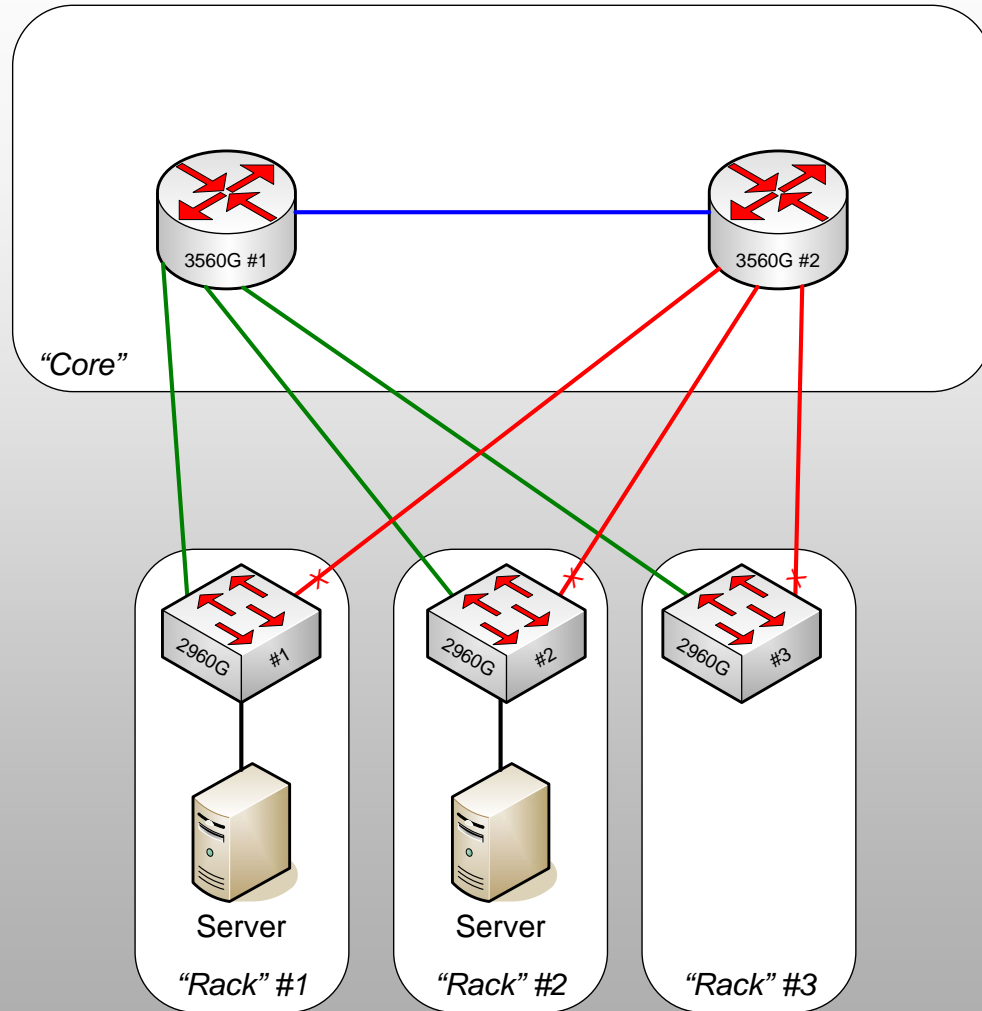 3560G #1
3560G #2
“Core”
2960G
#1
2960G
#2
2960G
#3
Server
Server
“Rack” #1
“Rack” #2
“Rack” #3